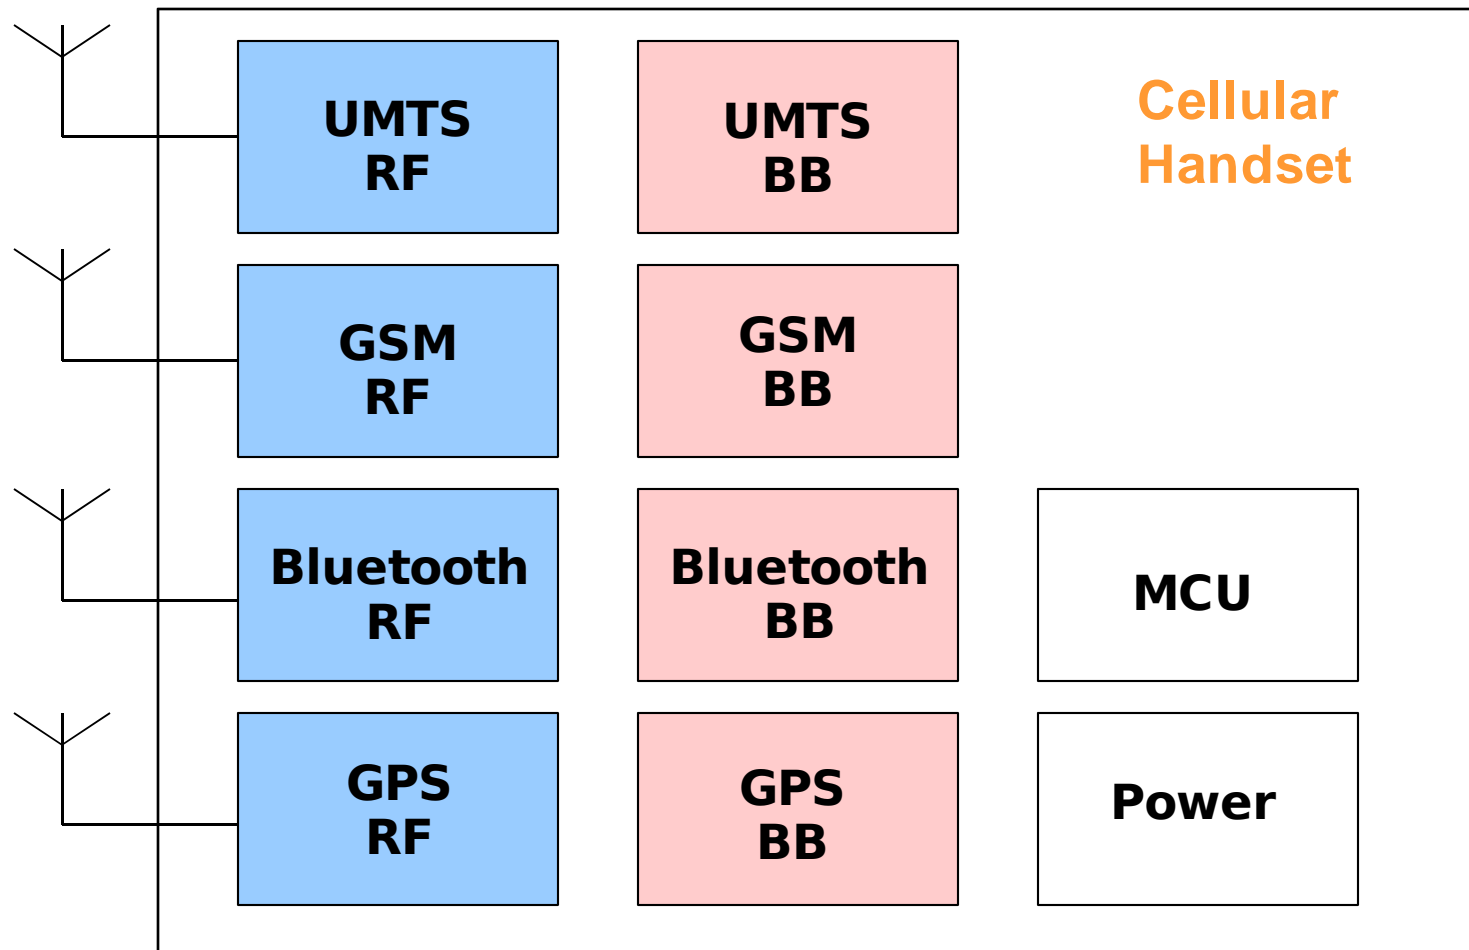 UMTS
RF
UMTS
BB
Cellular
Handset
GSM
RF
GSM
BB
Bluetooth
RF
Bluetooth
BB
MCU
GPS
RF
GPS
BB
Power